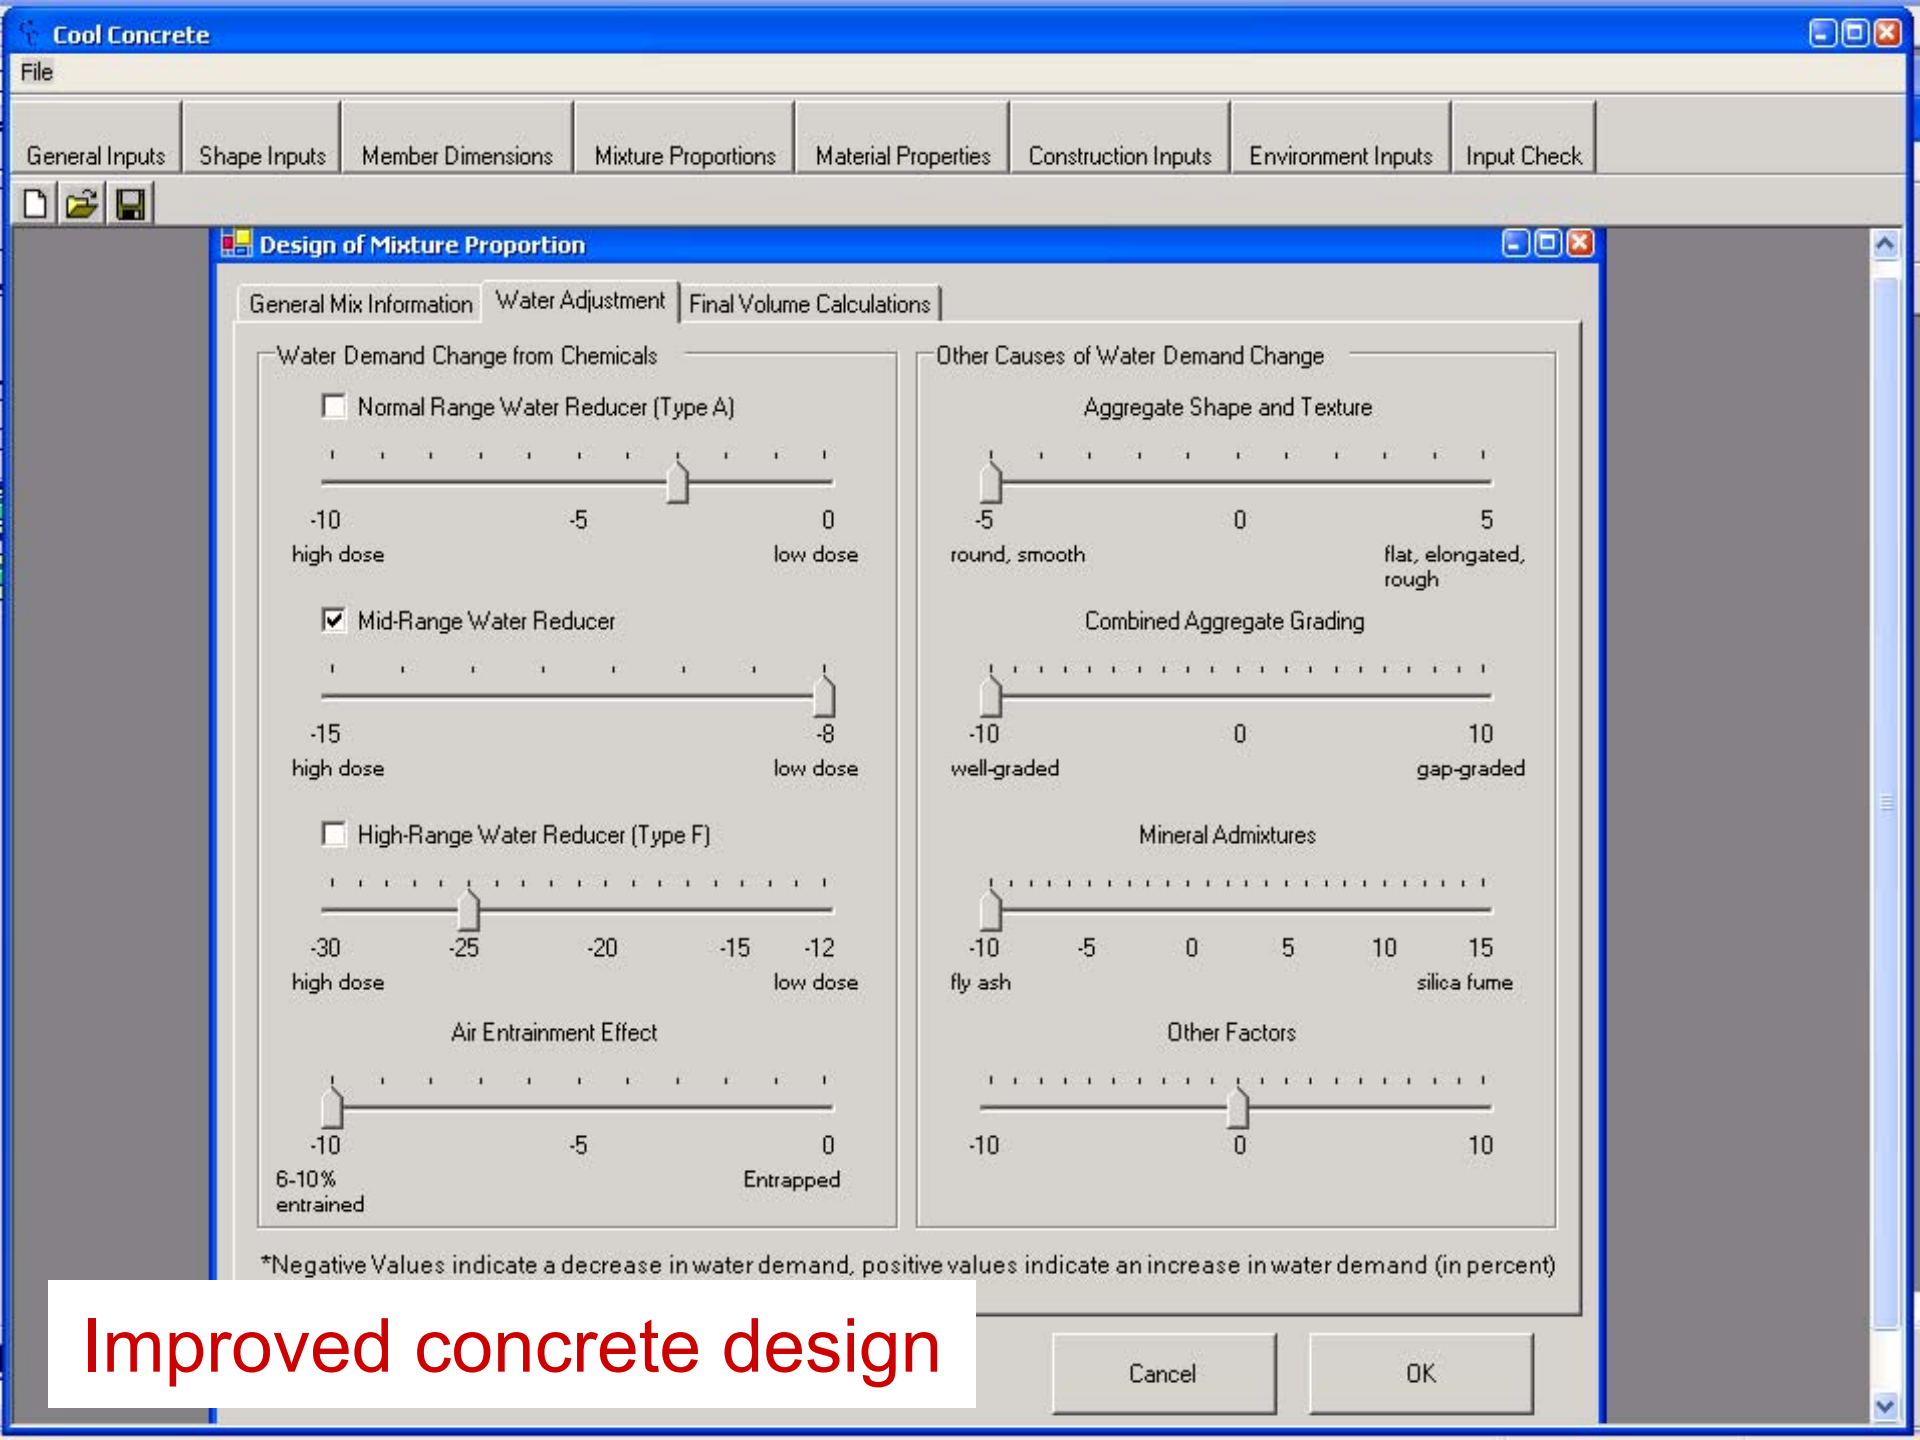 Cool Concrete
File
General Inputs Shape Inputs Member Dimensions Mixture Proportions Material Properties Construction Inputs Environment Inputs Input Check
Design of Mixture Proportion
General Mix Information Water Adjustment Final Volume Calculations
Water Demand Change from Chemicals
Normal Range Water Reducer (Type A)
-10 -5 0
high dose low dose
Mid-Range Water Reducer
-15 -8
high dose low dose
High-Range Water Reducer (Type F)
-30 -25 -20 -15 -12
high dose low dose
Air Entrainment Effect
-10 -5 0
6-10% Entrapped
entrained
Other Causes of Water Demand Change
Aggregate Shape and Texture
-5 0 5
round, smooth flat, elongated,
rough
Combined Aggregate Grading
-10 0 10
well-graded gap-graded
Mineral Admixtures
-10 -5 0 5 10 15
fly ash silica fume
Other Factors
-10 0 10
*Negative Values indicate a decrease in water demand, positive values indicate an increase in water demand (in percent)
Improved concrete design
Cancel OK